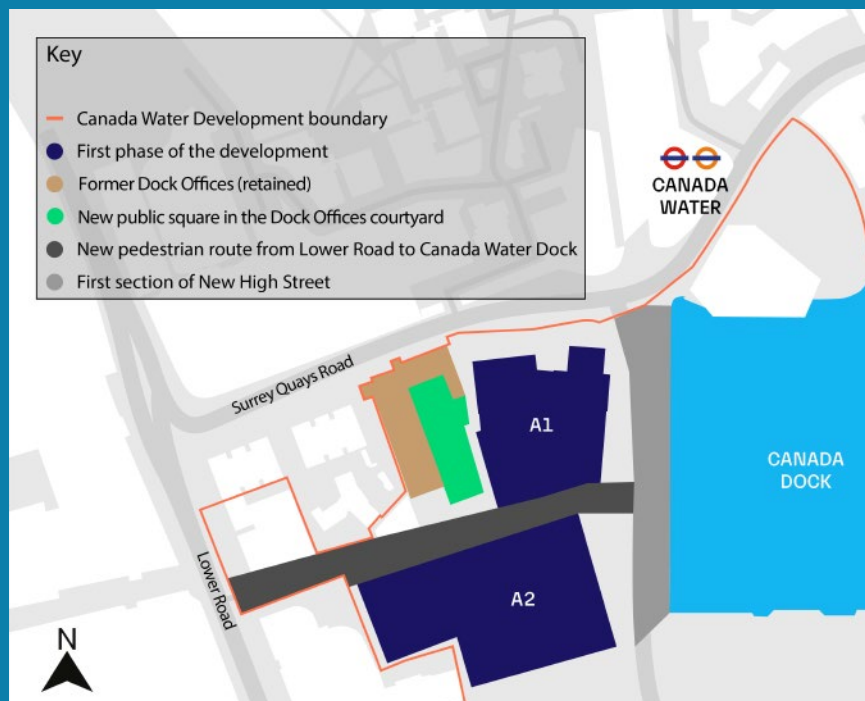 Key
Canada Water Development boundary
First phase of the development
Former Dock Offices (retained)
New public square in the Dock Offices courtyard
New pedestrian route from Lower Road to Canada Water Dock
First section of New High Street
CANADA
WATER
Surrey Quays Road
A1
CANADA
DOCK
Lower Road
A2
N